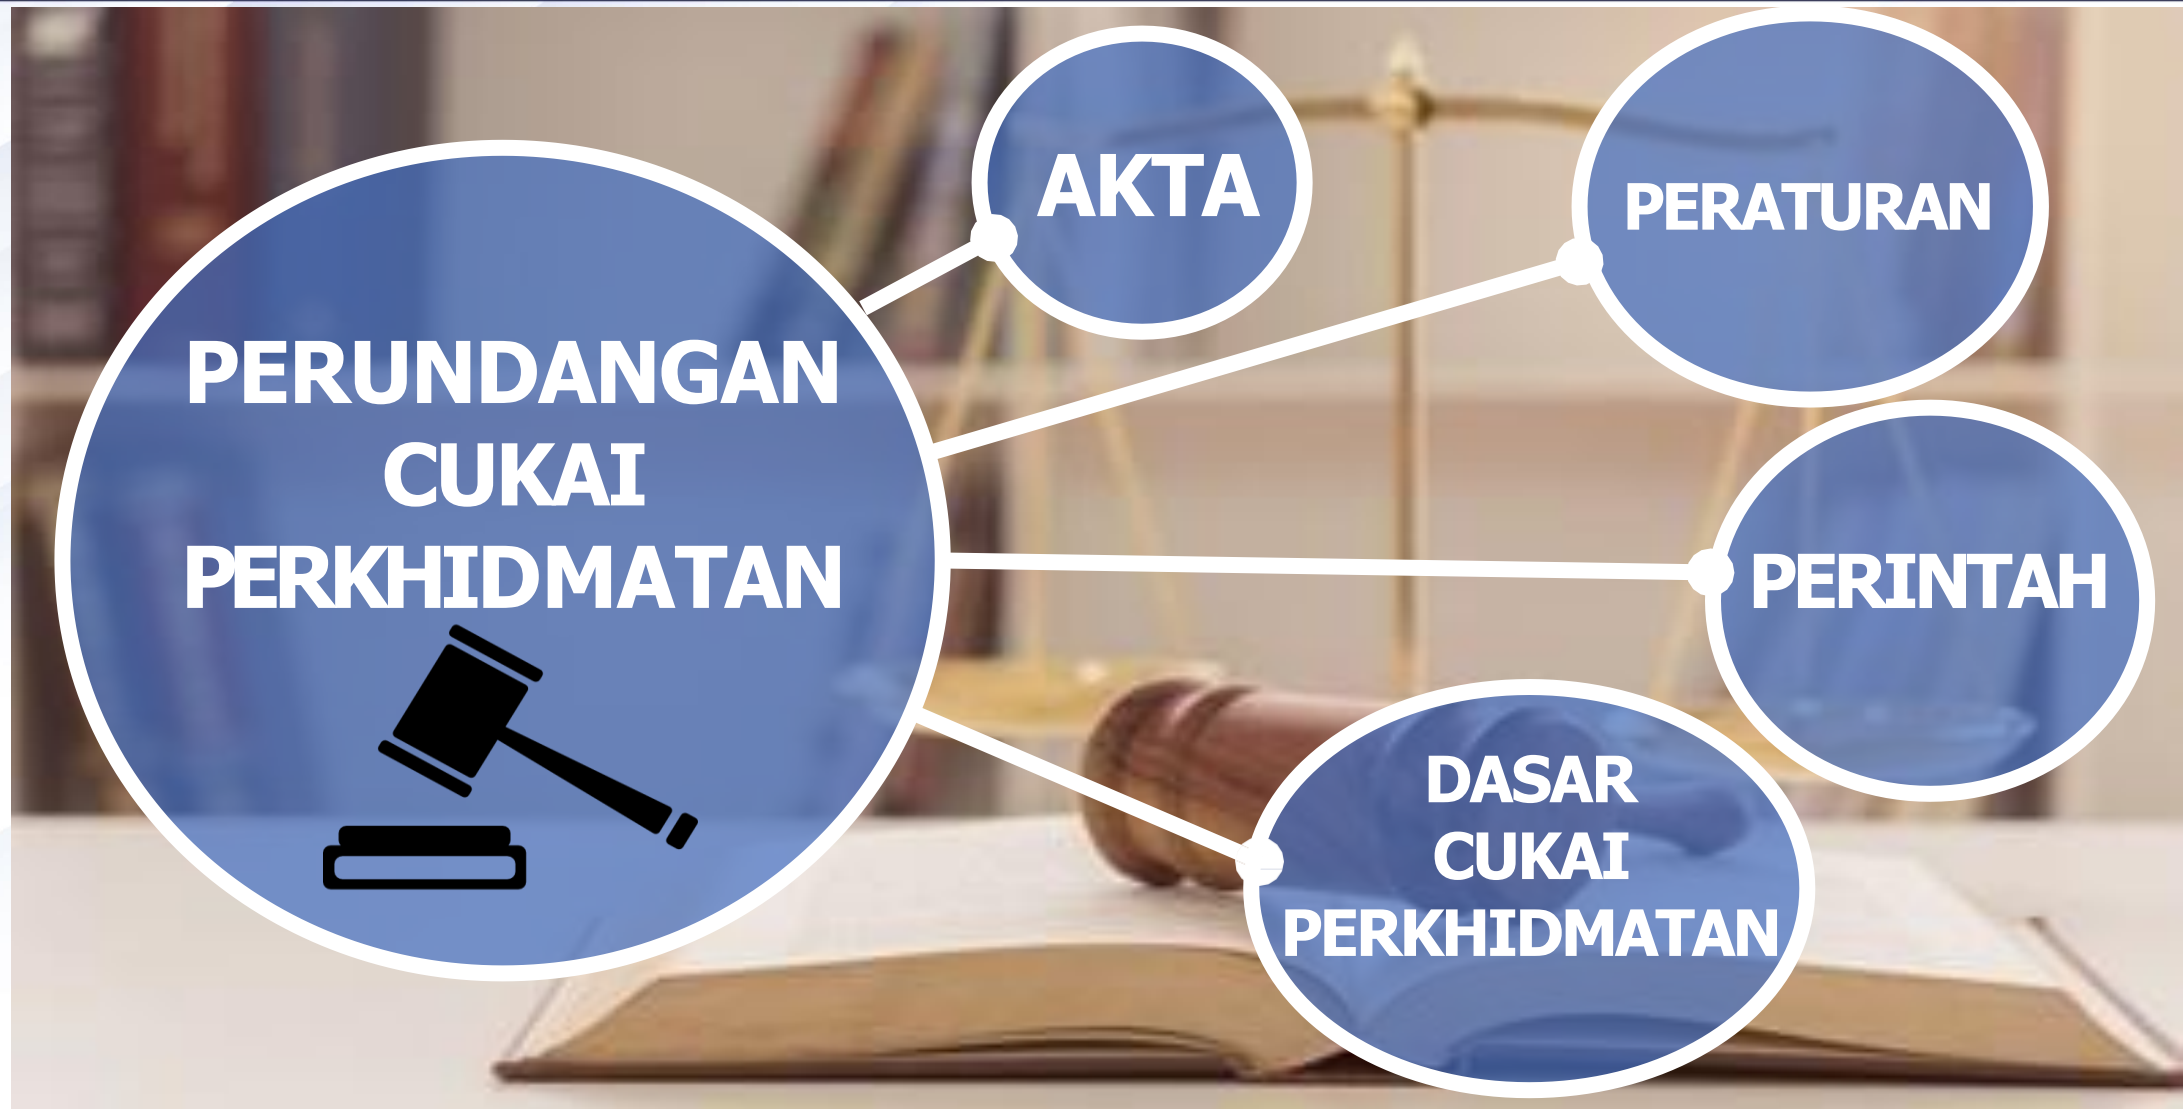 PERUNDANGAN
CUKAI
PERKHIDMATAN
AKTA
PERATURAN
PERINTAH
DASAR
CUKAI
PERKHIDMATAN